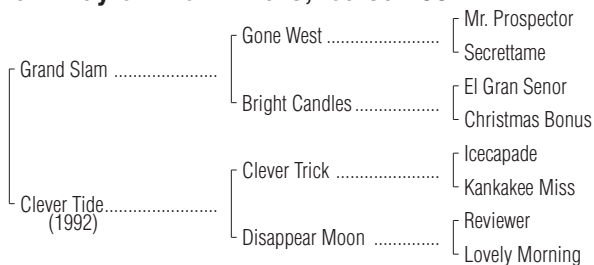 Mr. Prospector
Gone West ......................
Secrettame
Grand Slam ......................
El Gran Senor
Bright Candles ..................
Christmas Bonus
Icecapade
Clever Trick ....................
Kankakee Miss
Clever Tide........................
(1992)
Reviewer
Disappear Moon ..............
Lovely Morning